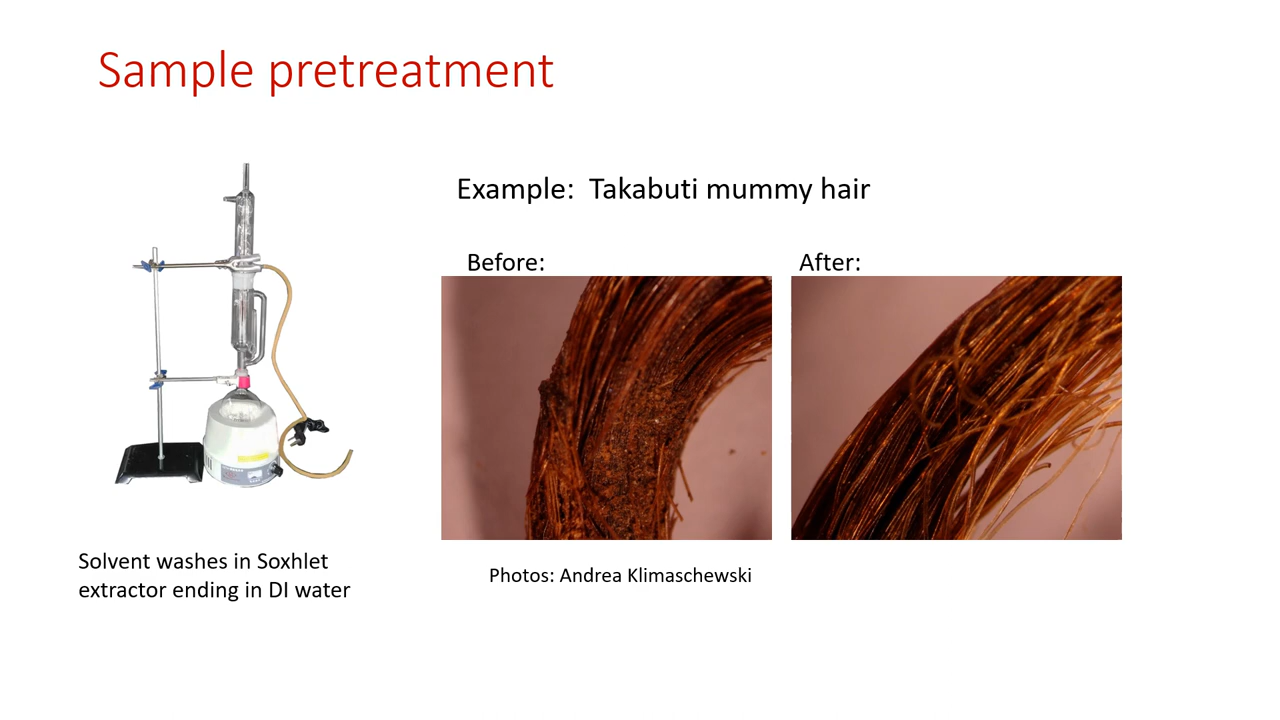 Sample pretreatment
Example:  Takabuti mummy hair
Before:
After:
Solvent washes in Soxhlet
extractor ending in DI water
Photos: Andrea Klimaschewski